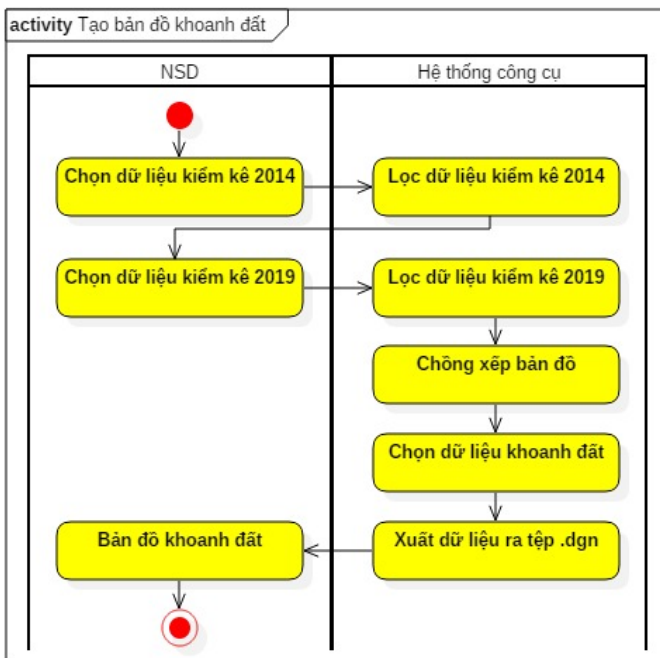 activity Tạo bản đồ khoanh đất
NSD
Hệ thống công cụ
Chọn dữ liệu kiểm kê 2014
Lọc dữ liệu kiểm kê 2014
Chọn dữ liệu kiểm kê 2019
Lọc dữ liệu kiểm kê 2019
Chồng xếp bản đồ
Chọn dữ liệu khoanh đất
Bản đồ khoanh đất
Xuất dữ liệu ra tệp .dgn